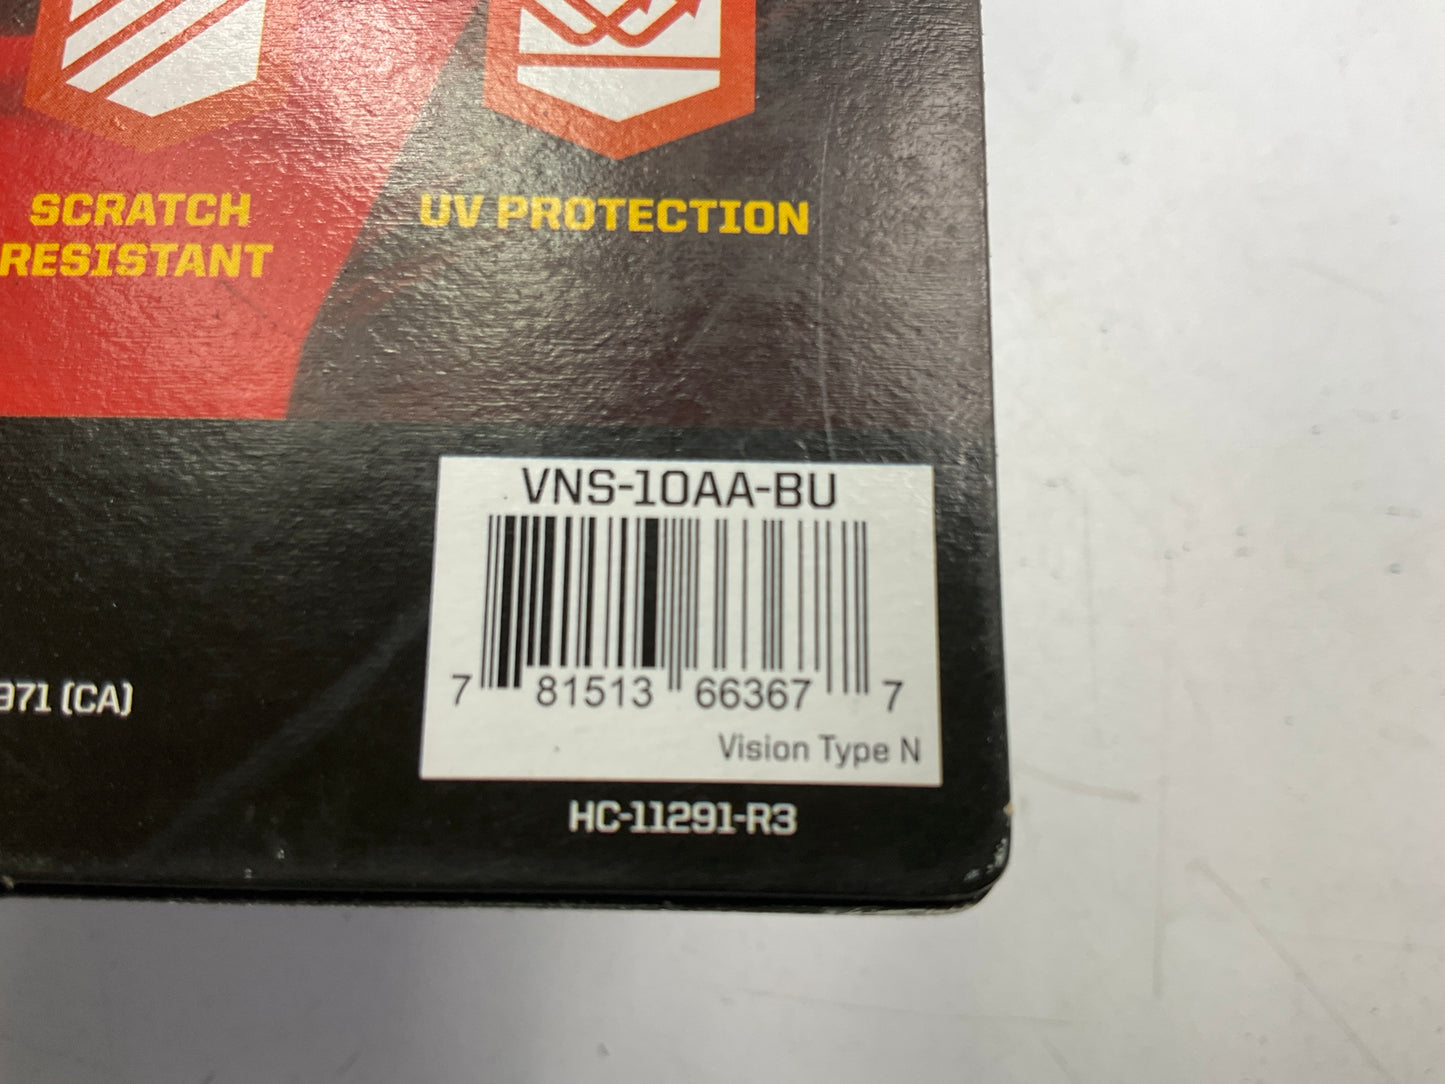 SCRATCH
RESISTANT
UV PROTECTION
VNS-10AA-BU
7 81513 66367 7
Vision Type N
971 (CA)
HC-11291-R3